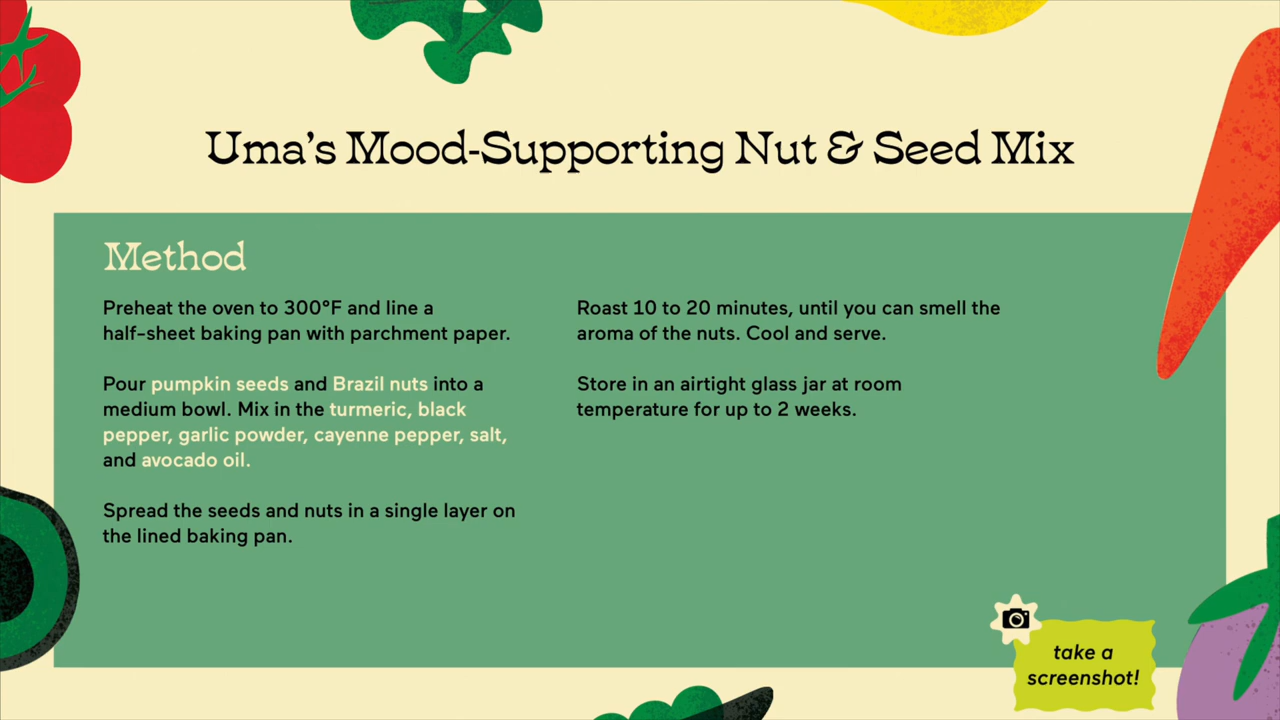 Uma's Mood-Supporting Nut & Seed Mix
Method
Preheat the oven to 300°F and line a
half-sheet baking pan with parchment paper.
Pour pumpkin seeds and Brazil nuts into a
medium bowl. Mix in the turmeric, black
pepper, garlic powder, cayenne pepper, salt,
and avocado oil.
Spread the seeds and nuts in a single layer on
the lined baking pan.
Roast 10 to 20 minutes, until you can smell the
aroma of the nuts. Cool and serve.
Store in an airtight glass jar at room
temperature for up to 2 weeks.
take a
screenshot!